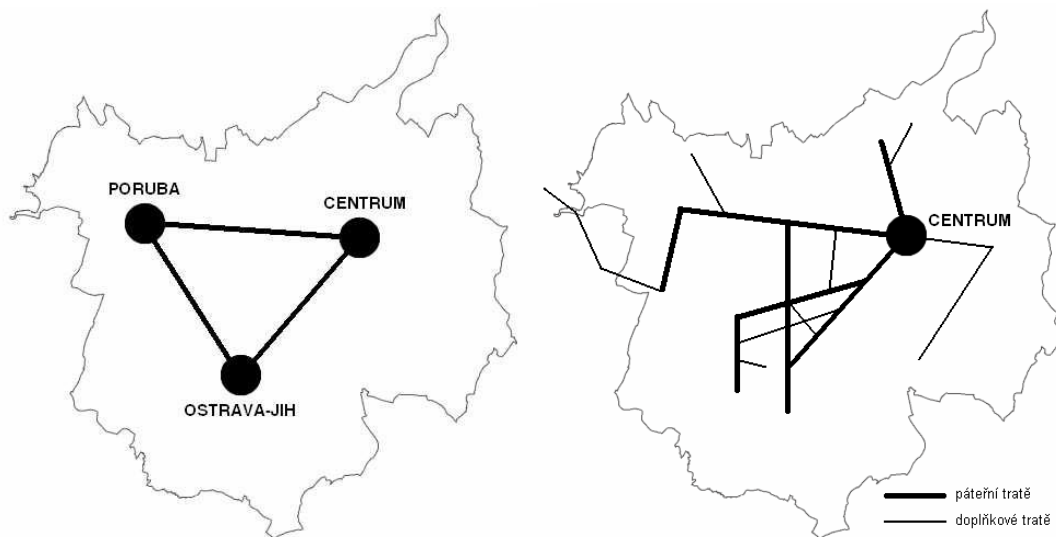 PORUBA
CENTRUM
OSTRAVA-JIH
CENTRUM
páteřní tratě
doplňkové tratě